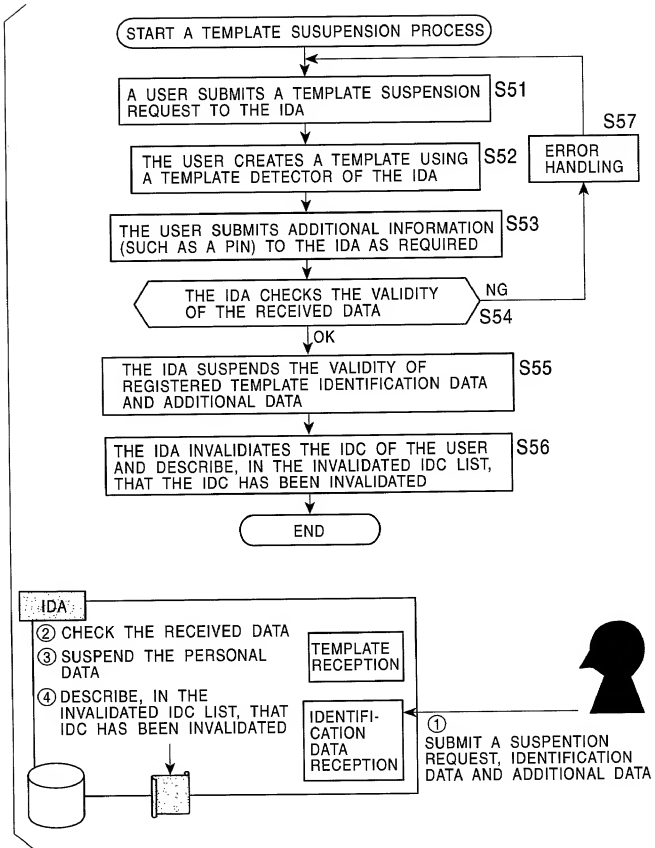 START A TEMPLATE SUSUPENSION PROCESS
A USER SUBMITS A TEMPLATE SUSPENSION
REQUEST TO THE IDA
S51
S57
ERROR
HANDLING
THE USER CREATES A TEMPLATE USING
A TEMPLATE DETECTOR OF THE IDA
S52
THE USER SUBMITS ADDITIONAL INFORMATION
(SUCH AS A PIN) TO THE IDA AS REQUIRED
S53
THE IDA CHECKS THE VALIDITY
OF THE RECEIVED DATA
NG
S54
OK
THE IDA SUSPENDS THE VALIDITY OF
REGISTERED TEMPLATE IDENTIFICATION DATA
AND ADDITIONAL DATA
S55
THE IDA INVALIDIATES THE IDC OF THE USER
AND DESCRIBE, IN THE INVALIDATED IDC LIST,
THAT THE IDC HAS BEEN INVALIDATED
S56
END
IDA
② CHECK THE RECEIVED DATA
③ SUSPEND THE PERSONAL
DATA
④ DESCRIBE, IN THE
INVALIDATED IDC LIST, THAT
IDC HAS BEEN INVALIDATED
TEMPLATE
RECEPTION
IDENTIFI-
CATION
DATA
RECEPTION
①
SUBMIT A SUSPENTION
REQUEST, IDENTIFICATION
DATA AND ADDITIONAL DATA